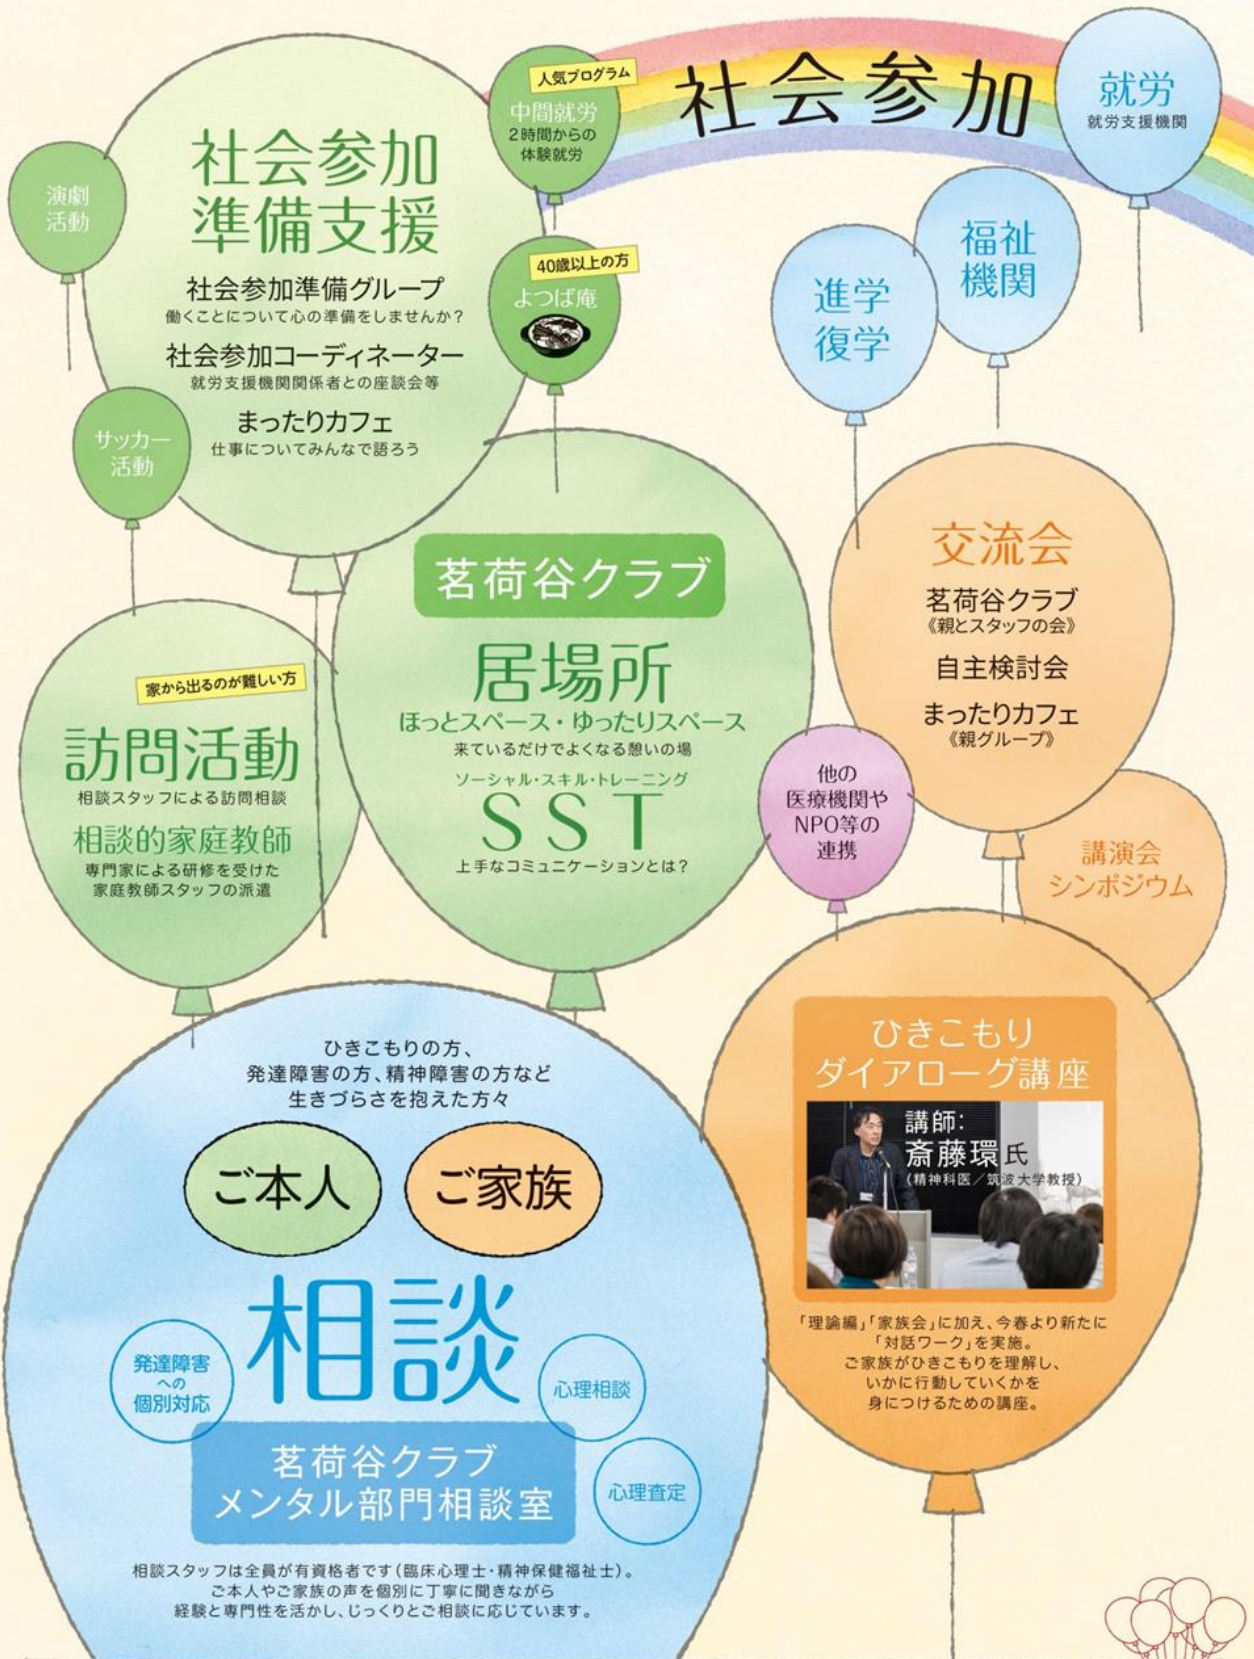 社会参加
就労
就労支援機関
福祉
機関
進学
復学
人気プログラム
中間就労
2時間からの
体験就労
40歳以上の方
よつば庵
演劇
活動
社会参加
準備支援
社会参加準備グループ
働くことについて心の準備をしませんか？
社会参加コーディネーター
就労支援機関関係者との座談会等
まったりカフェ
仕事についてみんなで語ろう
サッカー
活動
茗荷谷クラブ
居場所
ほっとスペース・ゆったりスペース
来ているだけでよくなる憩いの場
ソーシャル・スキル・トレーニング
SST
上手なコミュニケーションとは？
家から出るのが難しい方
訪問活動
相談スタッフによる訪問相談
相談的家庭教師
専門家による研修を受けた
家庭教師スタッフの派遣
交流会
茗荷谷クラブ
《親とスタッフの会》
自主検討会
まったりカフェ
《親グループ》
他の
医療機関や
NPO等の
連携
講演会
シンポジウム
ひきこもり
ダイアローグ講座
講師:
斎藤環氏
(精神科医／筑波大学教授)
「理論編」「家族会」に加え、今春より新たに
「対話ワーク」を実施。
ご家族がひきこもりを理解し、
いかに行動していくかを
身につけるための講座。
ひきこもりの方、
発達障害の方、精神障害の方など
生きづらさを抱えた方々
ご本人
ご家族
相談
発達障害
への
個別対応
心理相談
心理査定
茗荷谷クラブ
メンタル部門相談室
相談スタッフは全員が有資格者です(臨床心理士・精神保健福祉士)。
ご本人やご家族の声を個別に丁寧に聞きながら
経験と専門性を活かし、じっくりとご相談に応じています。